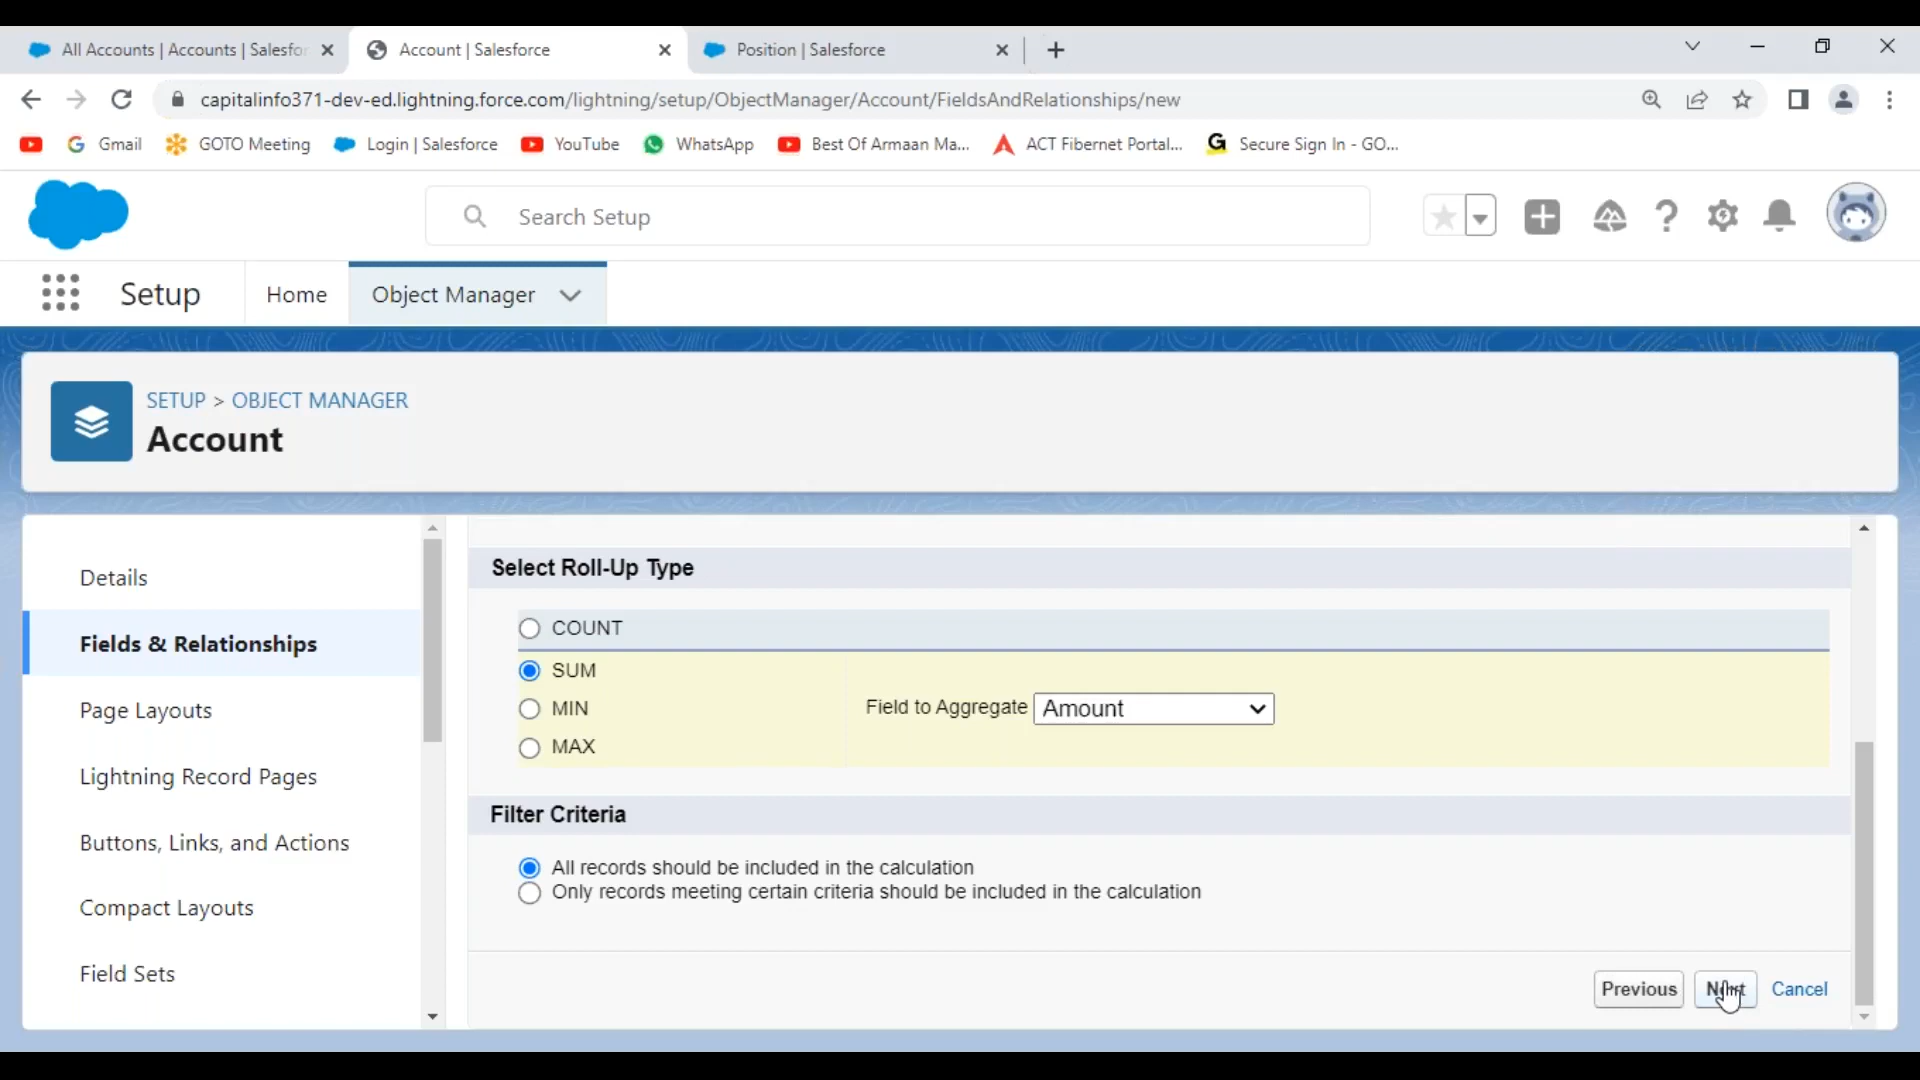 All Accounts | Accounts | Salesfor
Account | Salesforce
Position | Salesforce
capitalinfo371-dev-ed.lightning.force.com/lightning/setup/ObjectManager/Account/FieldsAndRelationships/new
Gmail
GOTO Meeting
Login | Salesforce
YouTube
WhatsApp
Best Of Armaan Ma...
ACT Fibernet Portal...
Secure Sign In - GO...
Search Setup
Setup
Home
Object Manager
SETUP > OBJECT MANAGER
Account
Details
Fields & Relationships
Page Layouts
Lightning Record Pages
Buttons, Links, and Actions
Compact Layouts
Field Sets
Select Roll-Up Type
COUNT
SUM
MIN
MAX
Field to Aggregate Amount
Filter Criteria
All records should be included in the calculation
Only records meeting certain criteria should be included in the calculation
Previous Next Cancel